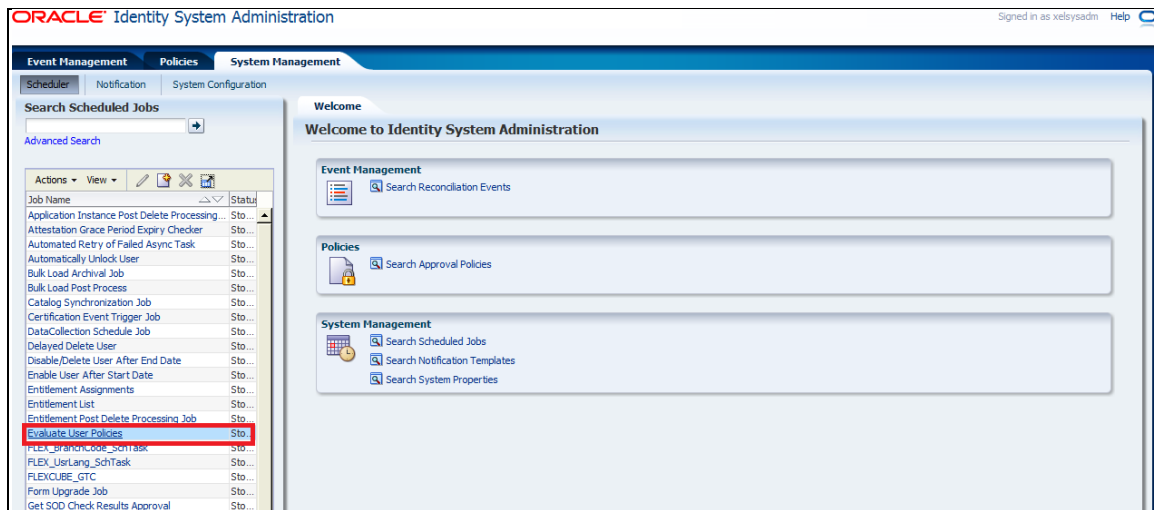 ORACLE Identity System Administration
Signed in as xelsysadm Help
Event Management Policies System Management
Scheduler Notification System Configuration
Search Scheduled Jobs
Advanced Search
Actions View
Job Name Status
Application Instance Post Delete Processing... Sto...
Attestation Grace Period Expiry Checker Sto...
Automated Retry of Failed Async Task Sto...
Automatically Unlock User Sto...
Bulk Load Archival Job Sto...
Bulk Load Post Process Sto...
Catalog Synchronization Job Sto...
Certification Event Trigger Job Sto...
DataCollection Schedule Job Sto...
Delayed Delete User Sto...
Disable/Delete User After End Date Sto...
Enable User After Start Date Sto...
Entitlement Assignments Sto...
Entitlement List Sto...
Entitlement Post Delete Processing Job Sto...
Evaluate User Policies Sto...
FLEX_BranchCode_SchTask Sto...
FLEX_UsrLang_SchTask Sto...
FLEXCUBE_GTC Sto...
Form Upgrade Job Sto...
Get SOD Check Results Approval Sto...
Welcome
Welcome to Identity System Administration
Event Management
Search Reconciliation Events
Policies
Search Approval Policies
System Management
Search Scheduled Jobs
Search Notification Templates
Search System Properties